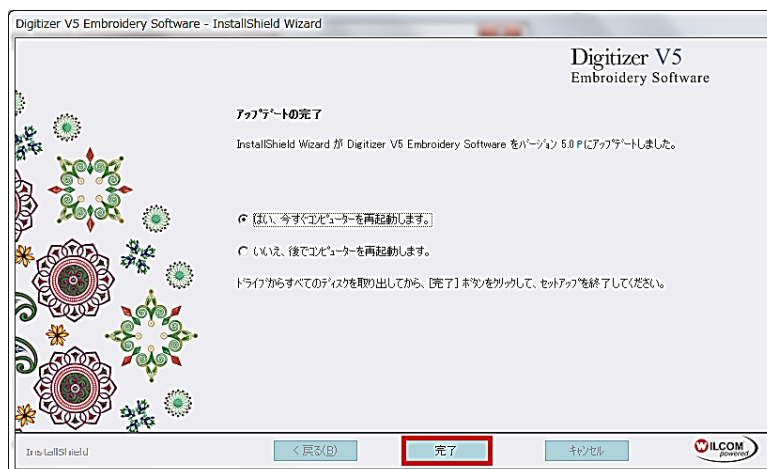 Digitizer V5 Embroidery Software - InstallShield Wizard
Digitizer V5
Embroidery Software
アップデートの完了
InstallShield Wizard が Digitizer V5 Embroidery Software をバージョン 5.0 P にアップデートしました。
はい、今すぐコンピューターを再起動します。
いいえ、後でコンピューターを再起動します。
ドライブからすべてのディスクを取り出してから、[完了] ボタンをクリックして、セットアップを終了してください。
InstallShield
< 戻る(B)
完了
キャンセル
WILCOM
powered